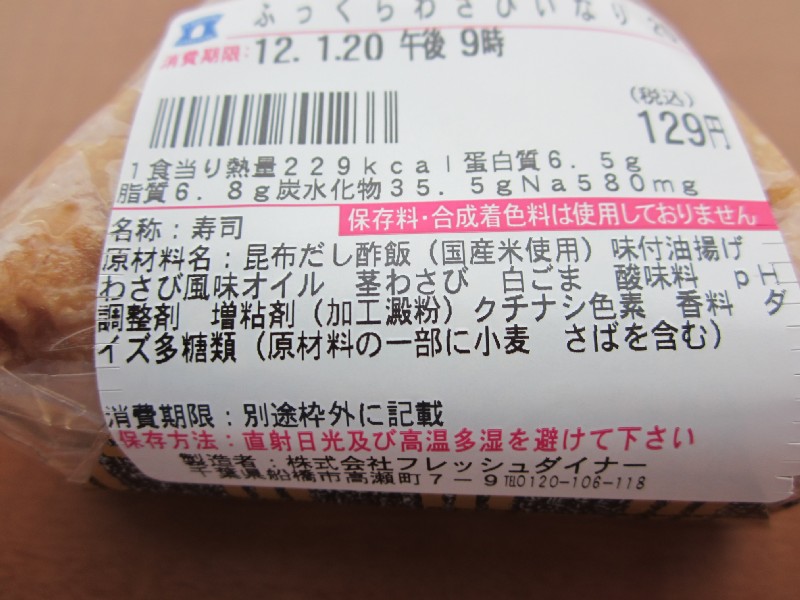 ふっくらわさびいなり
消費期限: 12. 1.20 午後 9時
(税込)
129円
1食当り熱量229kcal蛋白質6.5g
脂質6.8g炭水化物35.5gNa580mg
保存料・合成着色料は使用しておりません
名称:寿司
原材料名:昆布だし酢飯(国産米使用)味付油揚げ
わさび風味オイル 茎わさび 白ごま 酸味料 pH
調整剤 増粘剤(加工澱粉)クチナシ色素 香料 ダ
イズ多糖類(原材料の一部に小麦 さばを含む)
消費期限:別途枠外に記載
保存方法:直射日光及び高温多湿を避けて下さい
製造者:株式会社フレッシュダイナー
千葉県船橋市高瀬町7-9℡0120-106-118